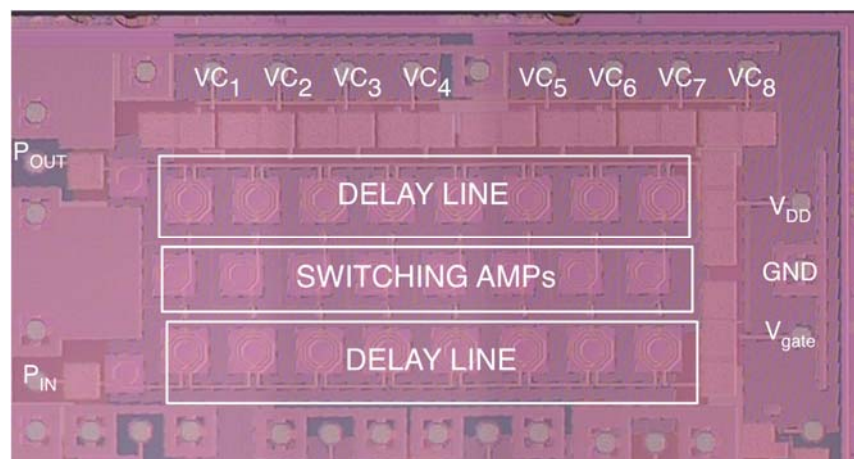 VC1 VC2 VC3 VC4 VC5 VC6 VC7 VC8
POUT
DELAY LINE
VDD
SWITCHING AMPs
GND
Vgate
DELAY LINE
PIN